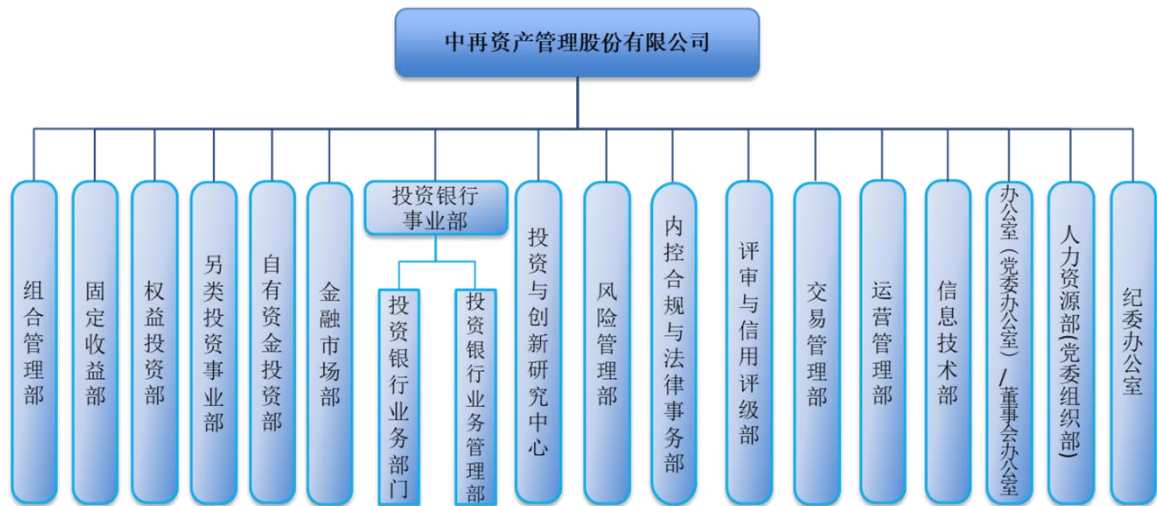 中再资产管理股份有限公司
组合管理部
固定收益部
权益投资部
另类投资事业部
自有资金投资部
金融市场部
投资银行
事业部
投资银行业务部门
投资银行业务管理部
投资与创新研究中心
风险管理部
内控合规与法律事务部
评审与信用评级部
交易管理部
运营管理部
信息技术部
办公室（党委办公室）/董事会办公室
人力资源部(党委组织部)
纪委办公室